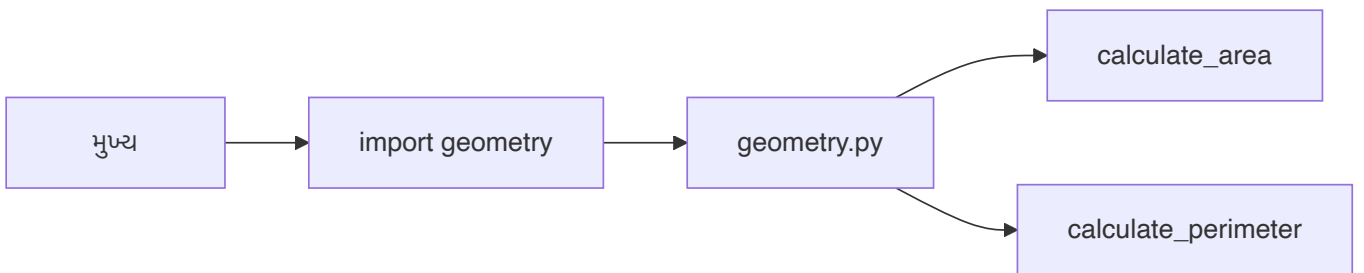 મુખ્ય
import geometry
geometry.py
calculate_area
calculate_perimeter